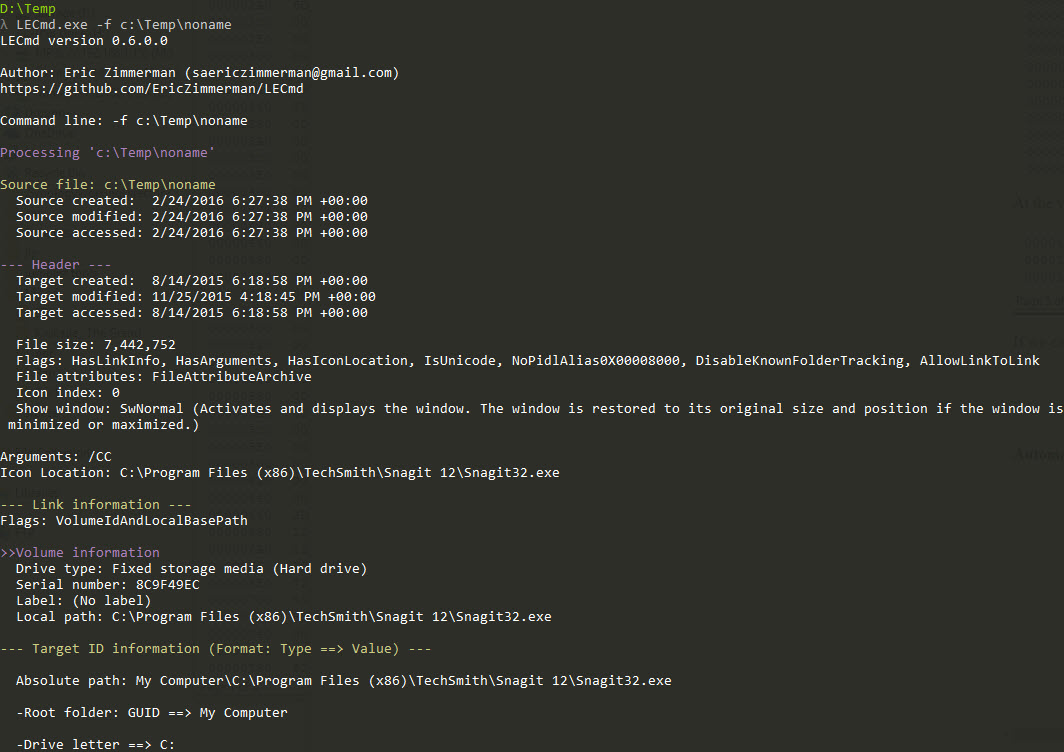 D:\Temp
λ LECmd.exe -f c:\Temp\noname
LECmd version 0.6.0.0
Author: Eric Zimmerman (saericzimmerman@gmail.com)
https://github.com/EricZimmerman/LECmd
Command line: -f c:\Temp\noname
Processing 'c:\Temp\noname'
Source file: c:\Temp\noname
Source created:  2/24/2016 6:27:38 PM +00:00
Source modified: 2/24/2016 6:27:38 PM +00:00
Source accessed: 2/24/2016 6:27:38 PM +00:00
--- Header ---
Target created:  8/14/2015 6:18:58 PM +00:00
Target modified: 11/25/2015 4:18:45 PM +00:00
Target accessed: 8/14/2015 6:18:58 PM +00:00
File size: 7,442,752
Flags: HasLinkInfo, HasArguments, HasIconLocation, IsUnicode, NoPidlAlias0X00008000, DisableKnownFolderTracking, AllowLinkToLink
File attributes: FileAttributeArchive
Icon index: 0
Show window: SwNormal (Activates and displays the window. The window is restored to its original size and position if the window is
minimized or maximized.)
Arguments: /CC
Icon Location: C:\Program Files (x86)\TechSmith\Snagit 12\Snagit32.exe
--- Link information ---
Flags: VolumeIdAndLocalBasePath
>>Volume information
Drive type: Fixed storage media (Hard drive)
Serial number: 8C9F49EC
Label: (No label)
Local path: C:\Program Files (x86)\TechSmith\Snagit 12\Snagit32.exe
--- Target ID information (Format: Type ==> Value) ---
Absolute path: My Computer\C:\Program Files (x86)\TechSmith\Snagit 12\Snagit32.exe
-Root folder: GUID ==> My Computer
-Drive letter ==> C: